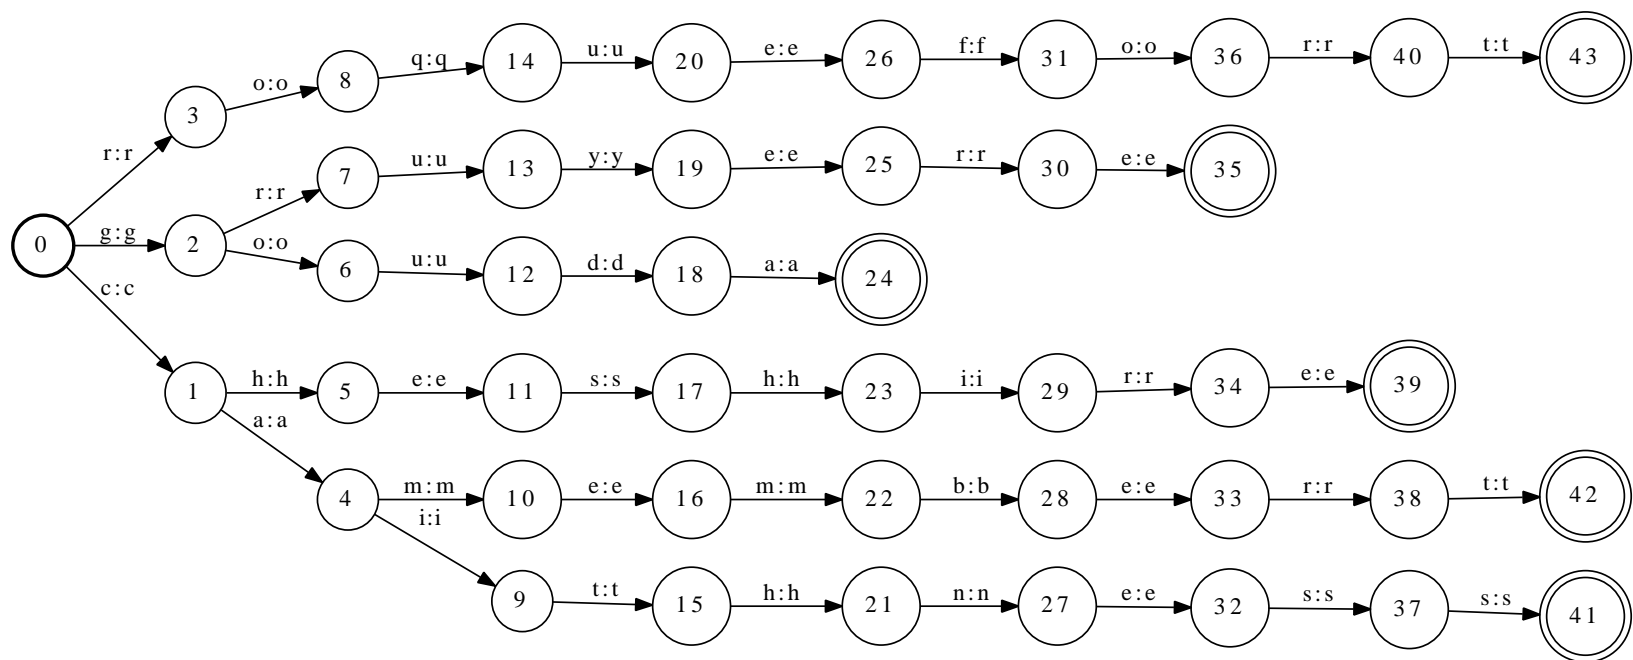 0 r:r 3 o:o 8 q:q 14 u:u 20 e:e 26 f:f 31 o:o 36 r:r 40 t:t 43
g:g 2 r:r 7 u:u 13 y:y 19 e:e 25 r:r 30 e:e 35
o:o 6 u:u 12 d:d 18 a:a 24
c:c 1 h:h 5 e:e 11 s:s 17 h:h 23 i:i 29 r:r 34 e:e 39
a:a 4 m:m 10 e:e 16 m:m 22 b:b 28 e:e 33 r:r 38 t:t 42
i:i 9 t:t 15 h:h 21 n:n 27 e:e 32 s:s 37 s:s 41